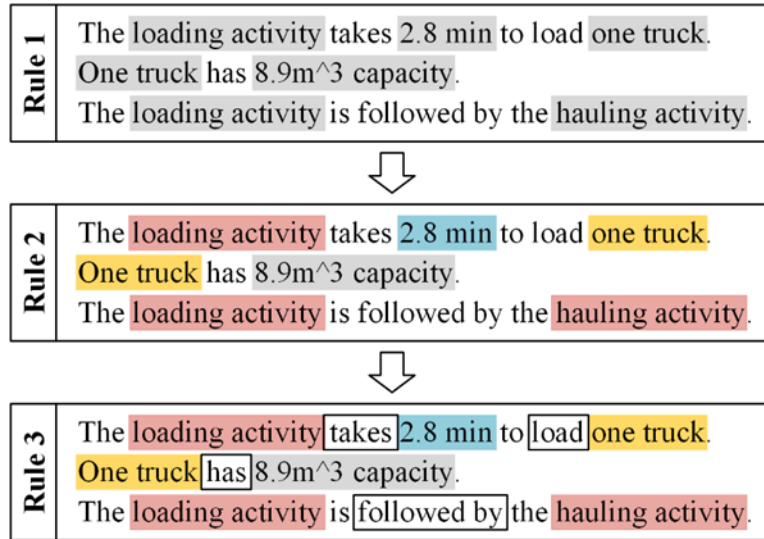 Rule 1
The loading activity takes 2.8 min to load one truck.
One truck has 8.9m^3 capacity.
The loading activity is followed by the hauling activity.
Rule 2
The loading activity takes 2.8 min to load one truck.
One truck has 8.9m^3 capacity.
The loading activity is followed by the hauling activity.
Rule 3
The loading activity takes 2.8 min to load one truck.
One truck has 8.9m^3 capacity.
The loading activity is followed by the hauling activity.